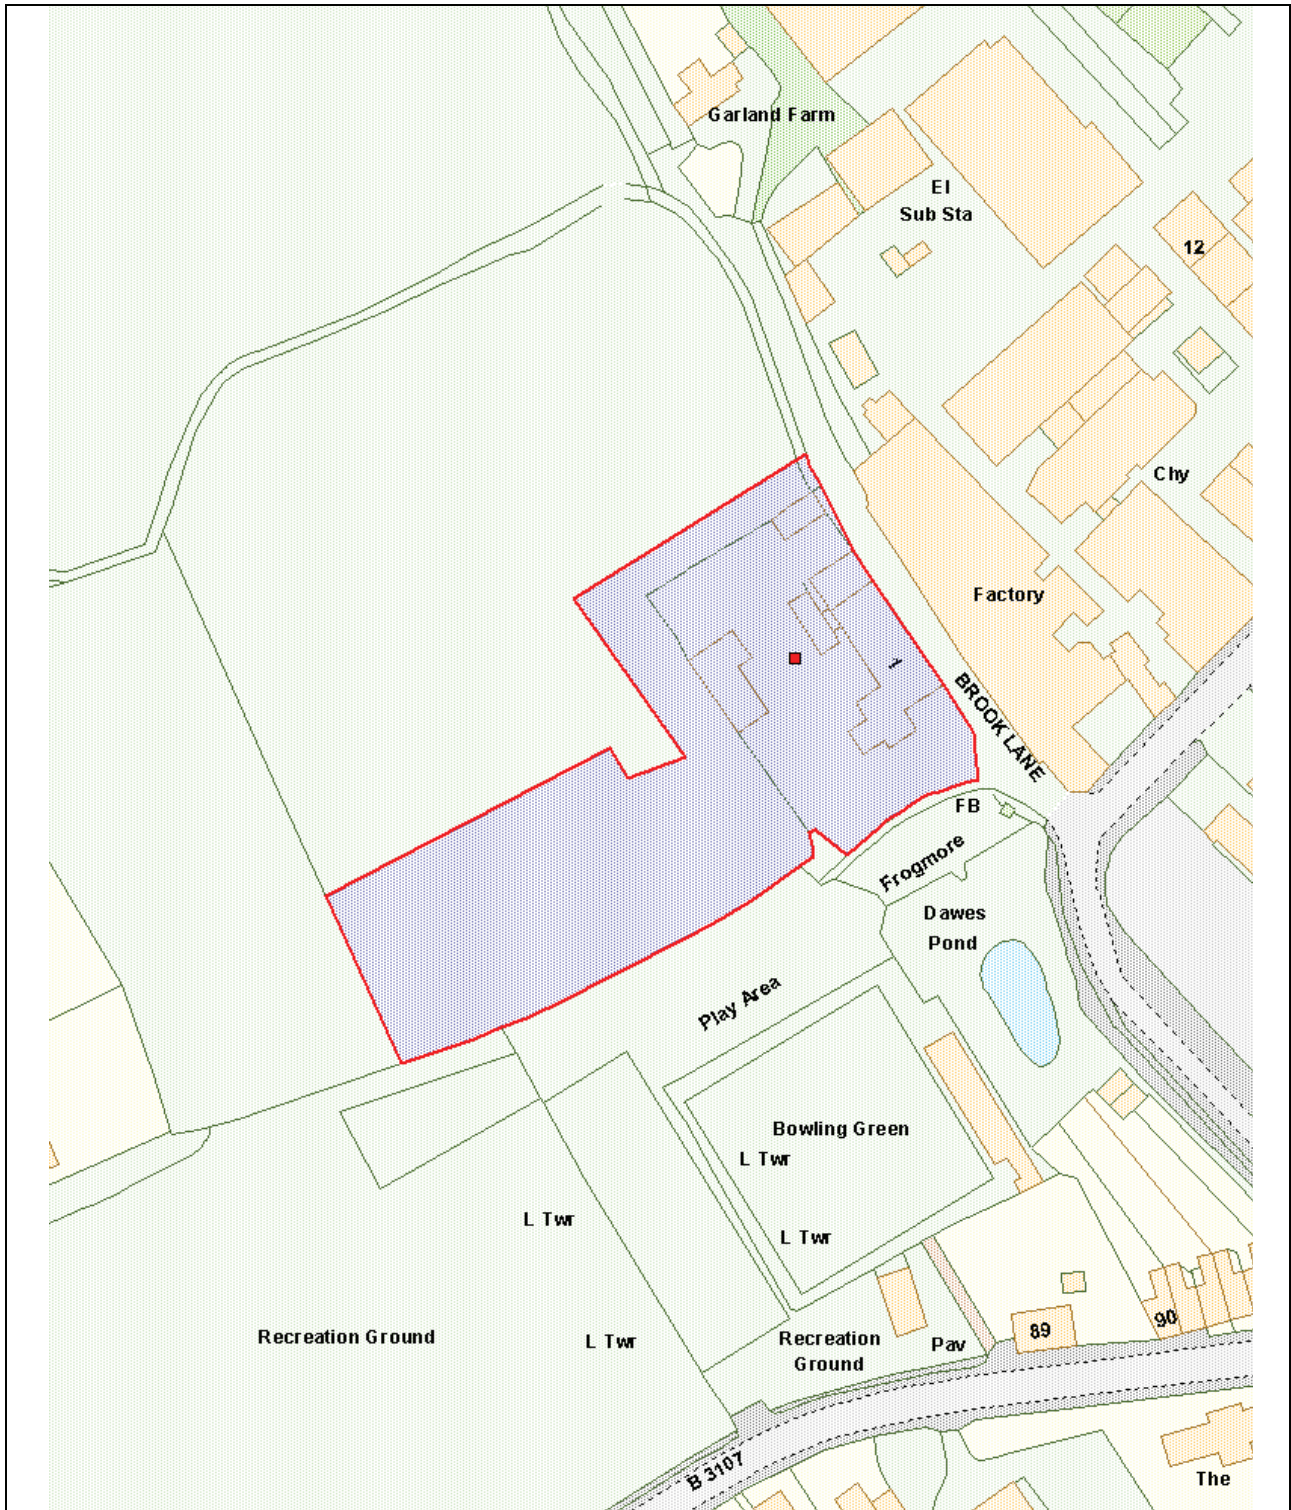 Garland Farm
El
Sub Sta
12
Chy
Factory
1
BROOK LANE
FB
Frogmore
Dawes
Pond
Play Area
Bowling Green
L Twr
L Twr
L Twr
Recreation Ground
L Twr
Recreation
Ground
Pav
89
90
B 3107
The